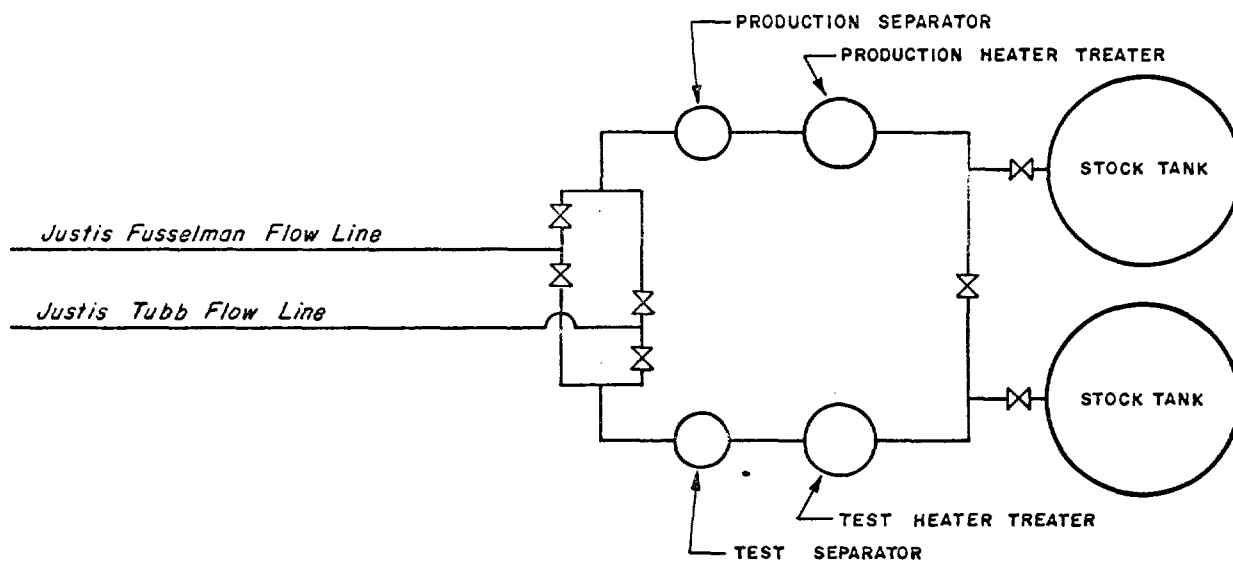 PRODUCTION SEPARATOR
PRODUCTION HEATER TREATER
STOCK TANK
Justis Fusselman Flow Line
Justis Tubb Flow Line
STOCK TANK
TEST HEATER TREATER
TEST SEPARATOR